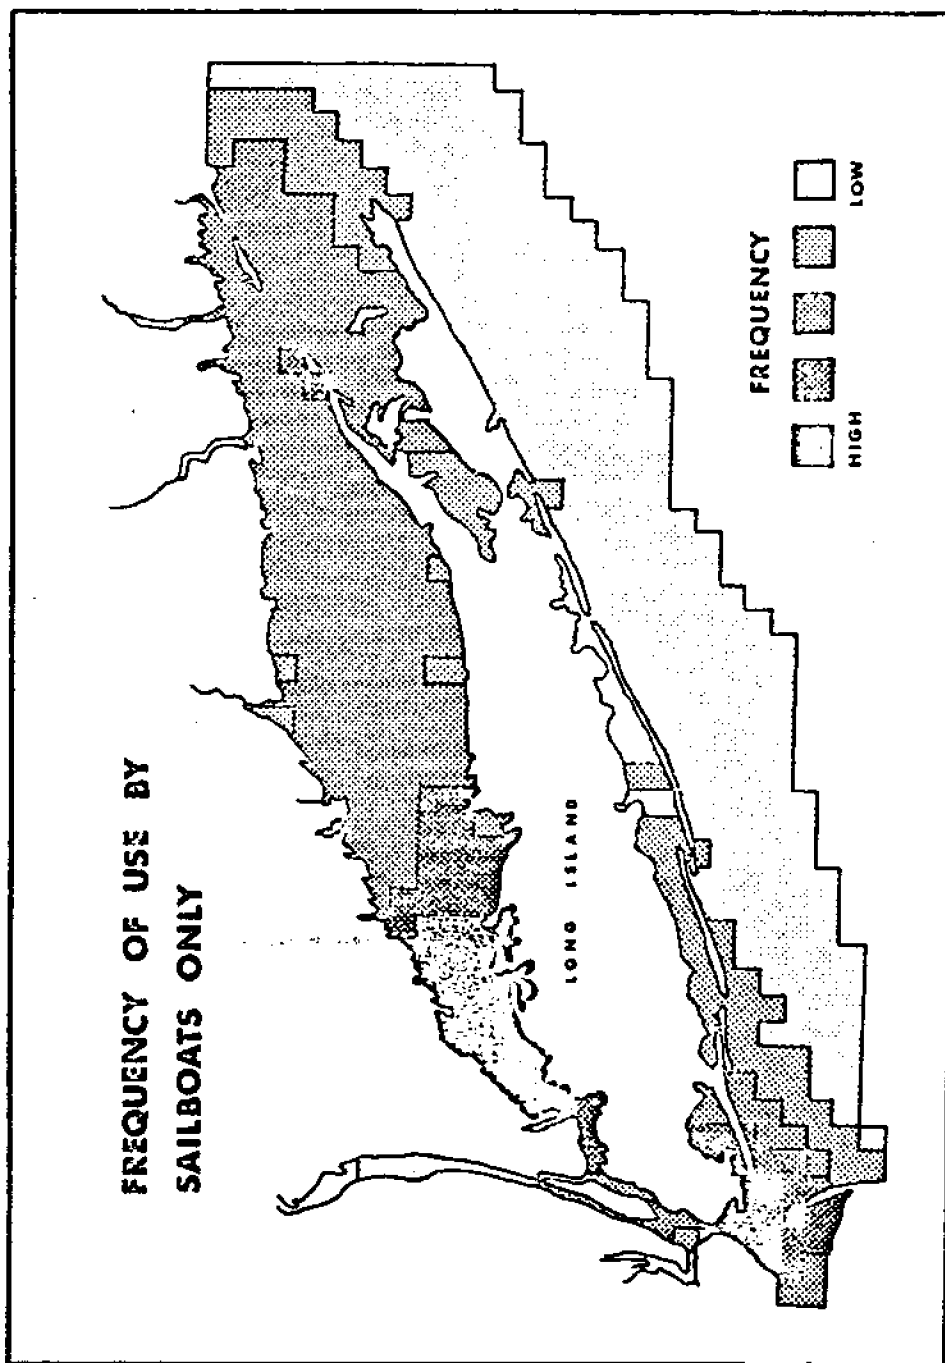 FREQUENCY OF USE BY
SAILBOATS ONLY
LONG ISLAND
FREQUENCY
HIGH
LOW